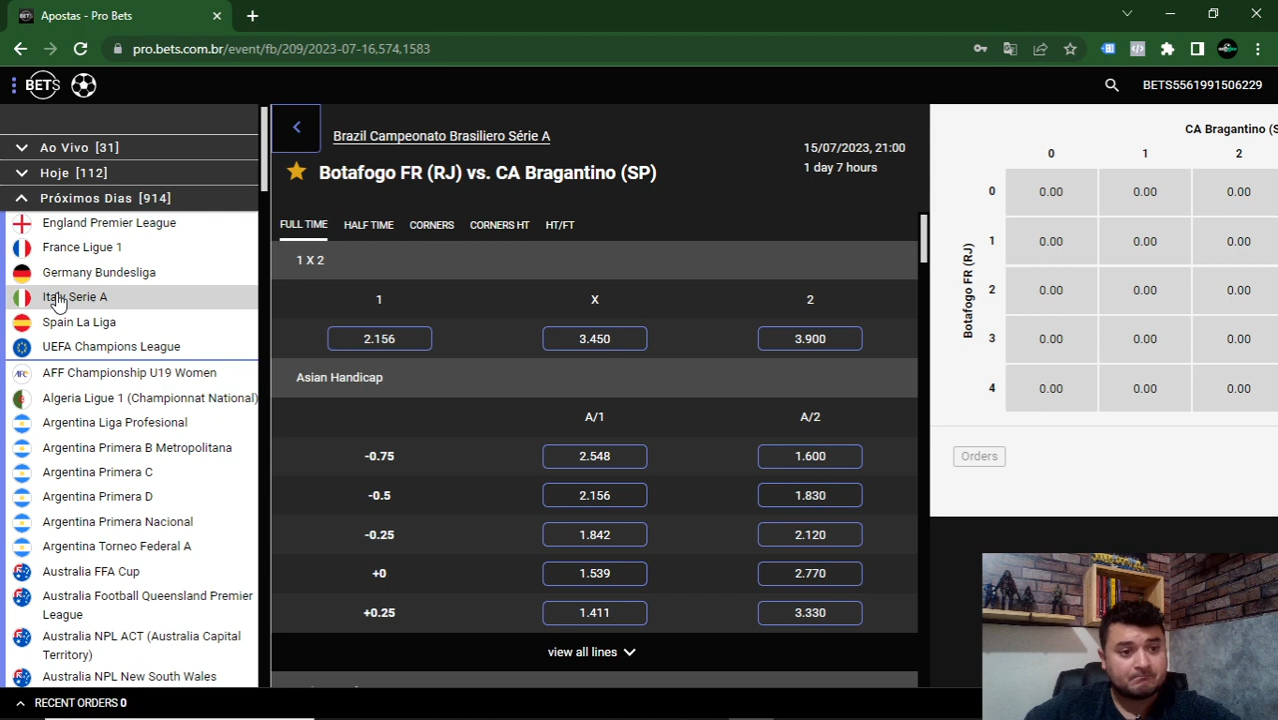 BETS Apostas - Pro Bets
pro.bets.com.br/event/fb/209/2023-07-16,574,1583
BETS
BETS5561991506229
Ao Vivo [31]
Hoje [112]
Próximos Dias [914]
England Premier League
France Ligue 1
Germany Bundesliga
Italy Serie A
Spain La Liga
UEFA Champions League
AFF Championship U19 Women
Algeria Ligue 1 (Championnat National)
Argentina Liga Profesional
Argentina Primera B Metropolitana
Argentina Primera C
Argentina Primera D
Argentina Primera Nacional
Argentina Torneo Federal A
Australia FFA Cup
Australia Football Queensland Premier
League
Australia NPL ACT (Australia Capital
Territory)
Australia NPL New South Wales
Brazil Campeonato Brasiliero Série A
Botafogo FR (RJ) vs. CA Bragantino (SP)
15/07/2023, 21:00
1 day 7 hours
FULL TIME HALF TIME CORNERS CORNERS HT HT/FT
1 X 2
1 X 2
2.156 3.450 3.900
Asian Handicap
A/1 A/2
-0.75 2.548 1.600
-0.5 2.156 1.830
-0.25 1.842 2.120
+0 1.539 2.770
+0.25 1.411 3.330
view all lines
CA Bragantino (S
0 1 2
Botafogo FR (RJ)
0 0.00 0.00 0.00
1 0.00 0.00 0.00
2 0.00 0.00 0.00
3 0.00 0.00 0.00
4 0.00 0.00 0.00
Orders
RECENT ORDERS 0